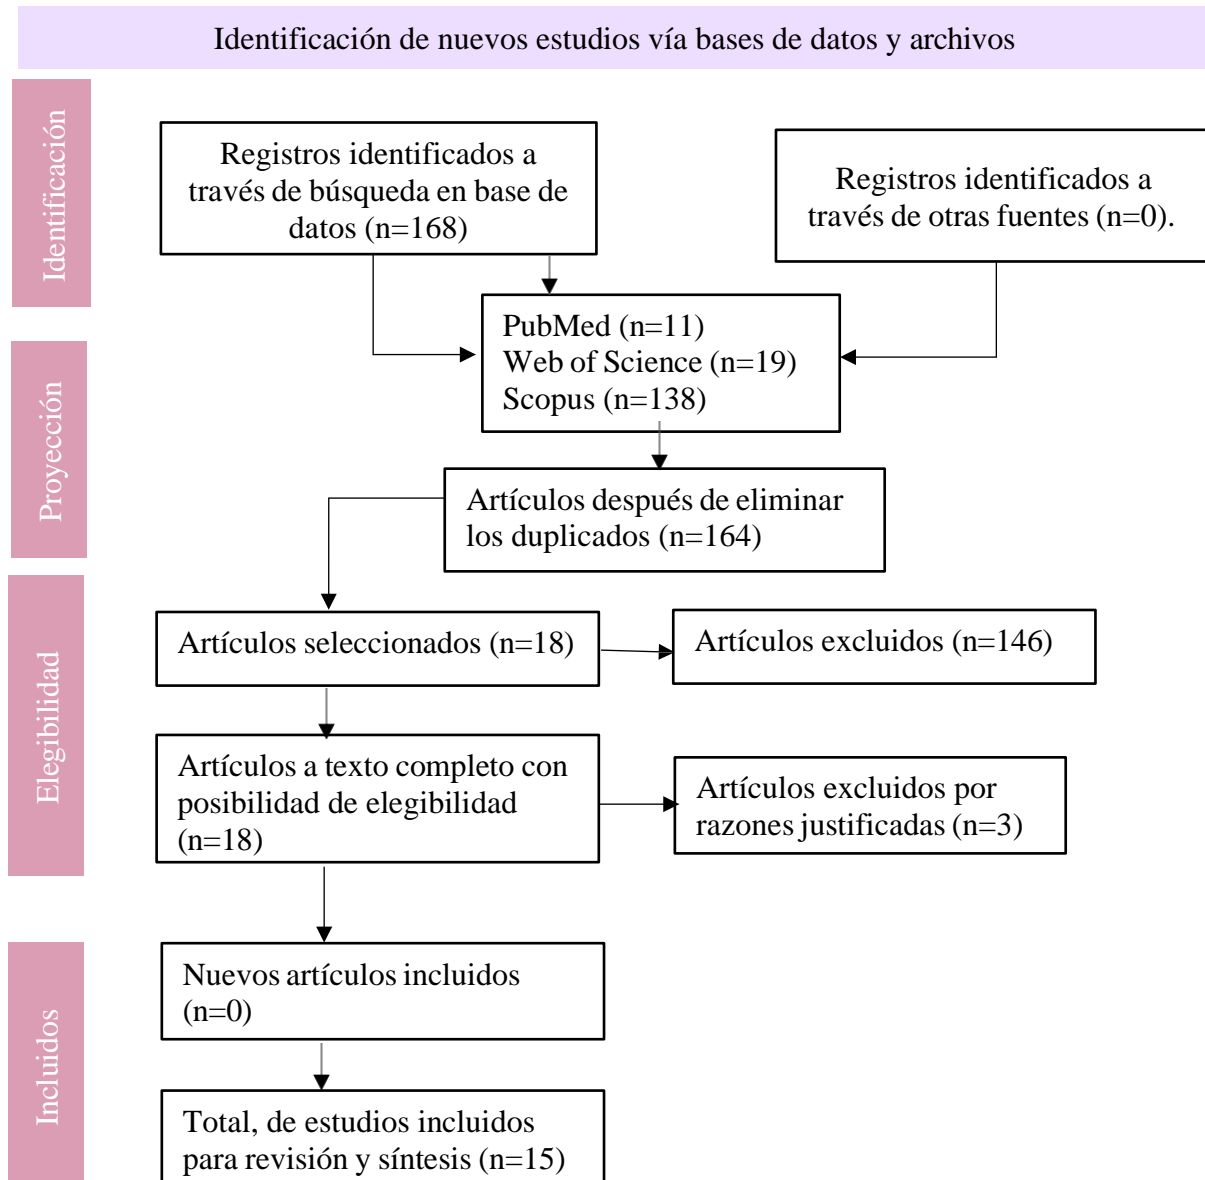 Identificación de nuevos estudios vía bases de datos y archivos
Identificación
Registros identificados a
través de búsqueda en base de
datos (n=168)
Registros identificados a
través de otras fuentes (n=0).
PubMed (n=11)
Web of Science (n=19)
Scopus (n=138)
Proyección
Artículos después de eliminar
los duplicados (n=164)
Elegibilidad
Artículos seleccionados (n=18)
Artículos excluidos (n=146)
Artículos a texto completo con
posibilidad de elegibilidad
(n=18)
Artículos excluidos por
razones justificadas (n=3)
Incluidos
Nuevos artículos incluidos
(n=0)
Total, de estudios incluidos
para revisión y síntesis (n=15)